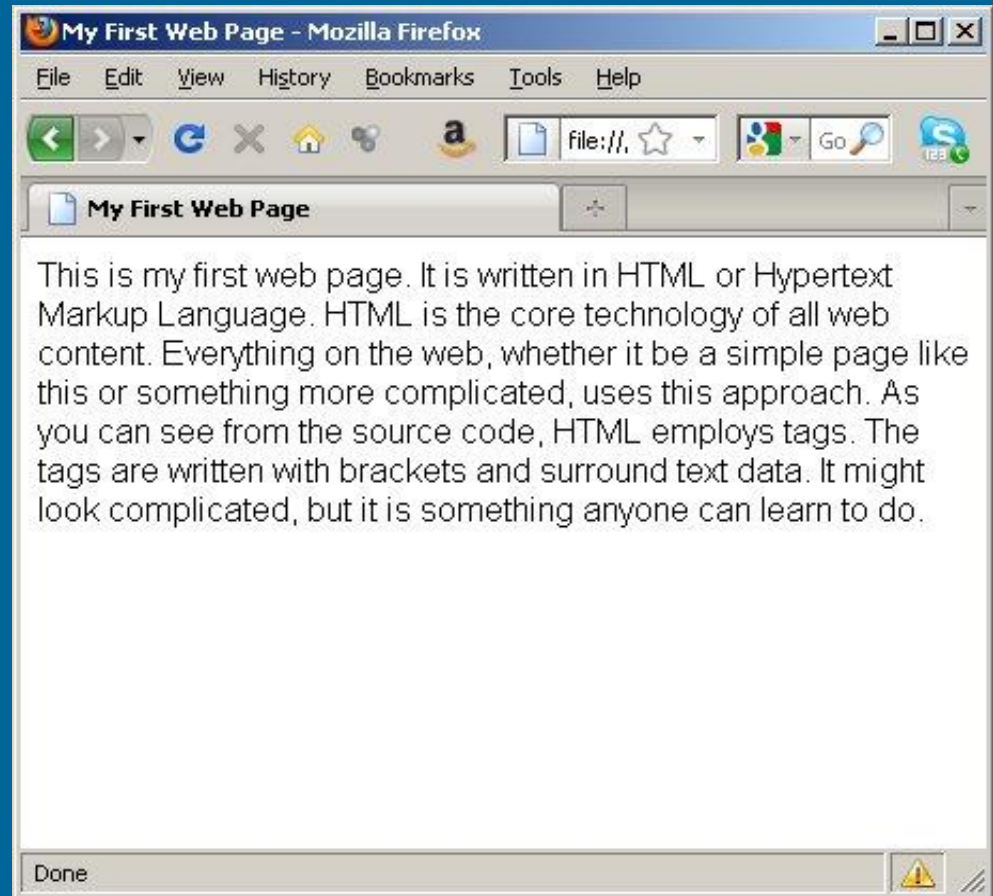 My First Web Page - Mozilla Firefox
File Edit View History Bookmarks Tools Help
a file://, Go S 123
My First Web Page
This is my first web page. It is written in HTML or Hypertext
Markup Language. HTML is the core technology of all web
content. Everything on the web, whether it be a simple page like
this or something more complicated, uses this approach. As
you can see from the source code, HTML employs tags. The
tags are written with brackets and surround text data. It might
look complicated, but it is something anyone can learn to do.
Done